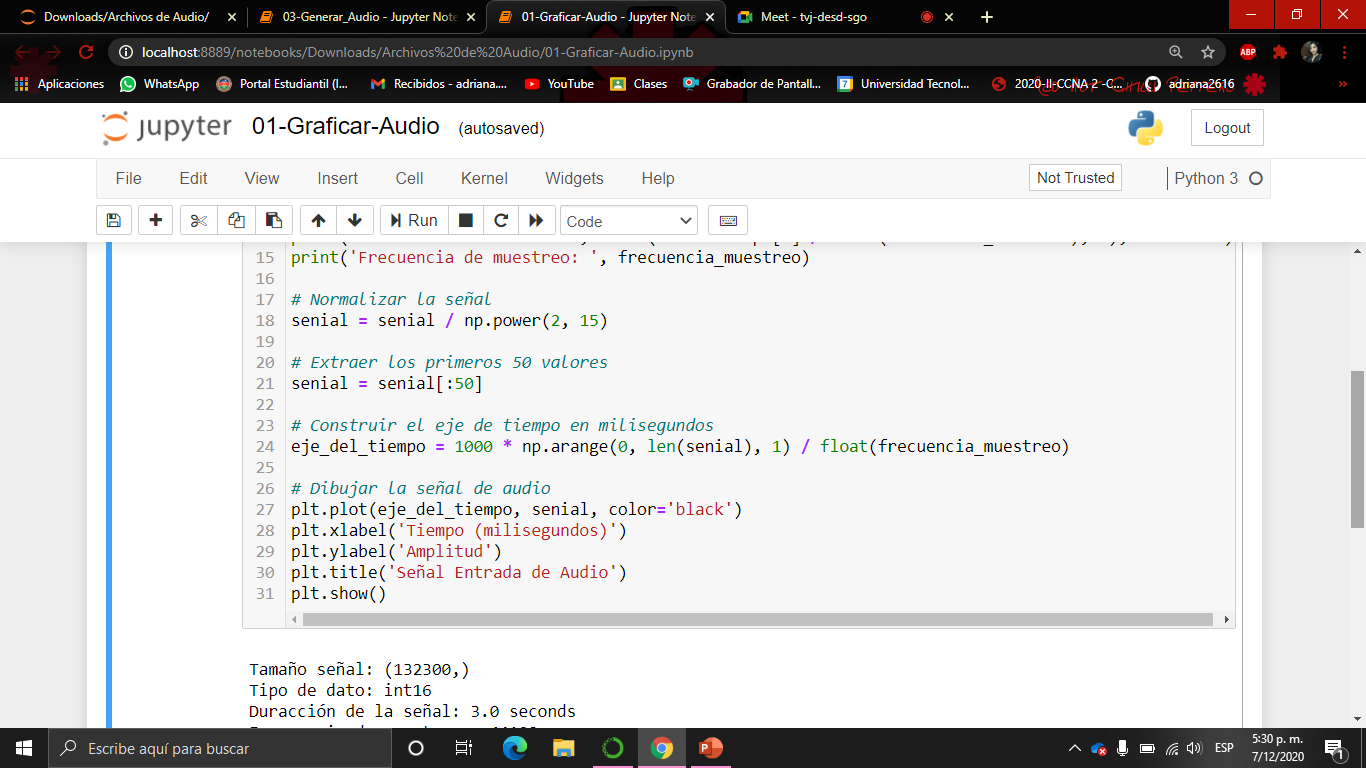 Downloads/Archivos de Audio/
03-Generar_Audio - Jupyter Note
01-Graficar-Audio - Jupyter Note
Meet - tvj-desd-sgo
localhost:8889/notebooks/Downloads/Archivos%20de%20Audio/01-Graficar-Audio.ipynb
ABP
Aplicaciones
WhatsApp
Portal Estudiantil (I...
Recibidos - adriana....
YouTube
Clases
Grabador de Pantall...
7
Universidad Tecnol...
2020-II-CCNA 2 -C...
adriana2616
»
jupyter 01-Graficar-Audio (autosaved)
Logout
File Edit View Insert Cell Kernel Widgets Help
Not Trusted
Python 3
Run
Code
15 print('Frecuencia de muestreo: ', frecuencia_muestreo)
16
17 # Normalizar la señal
18 senial = senial / np.power(2, 15)
19
20 # Extraer los primeros 50 valores
21 senial = senial[:50]
22
23 # Construir el eje de tiempo en milisegundos
24 eje_del_tiempo = 1000 * np.arange(0, len(senial), 1) / float(frecuencia_muestreo)
25
26 # Dibujar la señal de audio
27 plt.plot(eje_del_tiempo, senial, color='black')
28 plt.xlabel('Tiempo (milisegundos)')
29 plt.ylabel('Amplitud')
30 plt.title('Señal Entrada de Audio')
31 plt.show()
Tamaño señal: (132300,)
Tipo de dato: int16
Duracción de la señal: 3.0 seconds
Escribe aquí para buscar
ESP
5:30 p. m.
7/12/2020
1